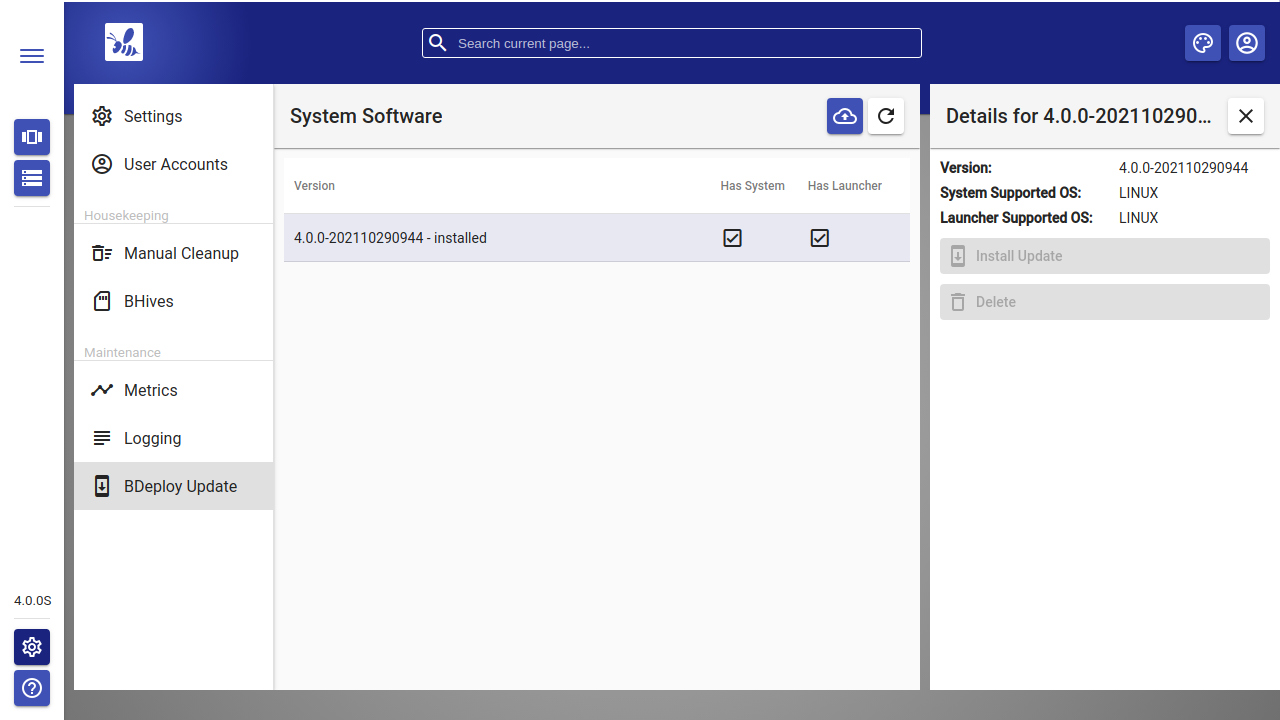 Search current page...
Settings
User Accounts
Housekeeping
Manual Cleanup
BHives
Maintenance
Metrics
Logging
BDeploy Update
4.0.0S
System Software
Version Has System Has Launcher
4.0.0-202110290944 - installed
Details for 4.0.0-202110290...
Version: 4.0.0-202110290944
System Supported OS: LINUX
Launcher Supported OS: LINUX
Install Update
Delete